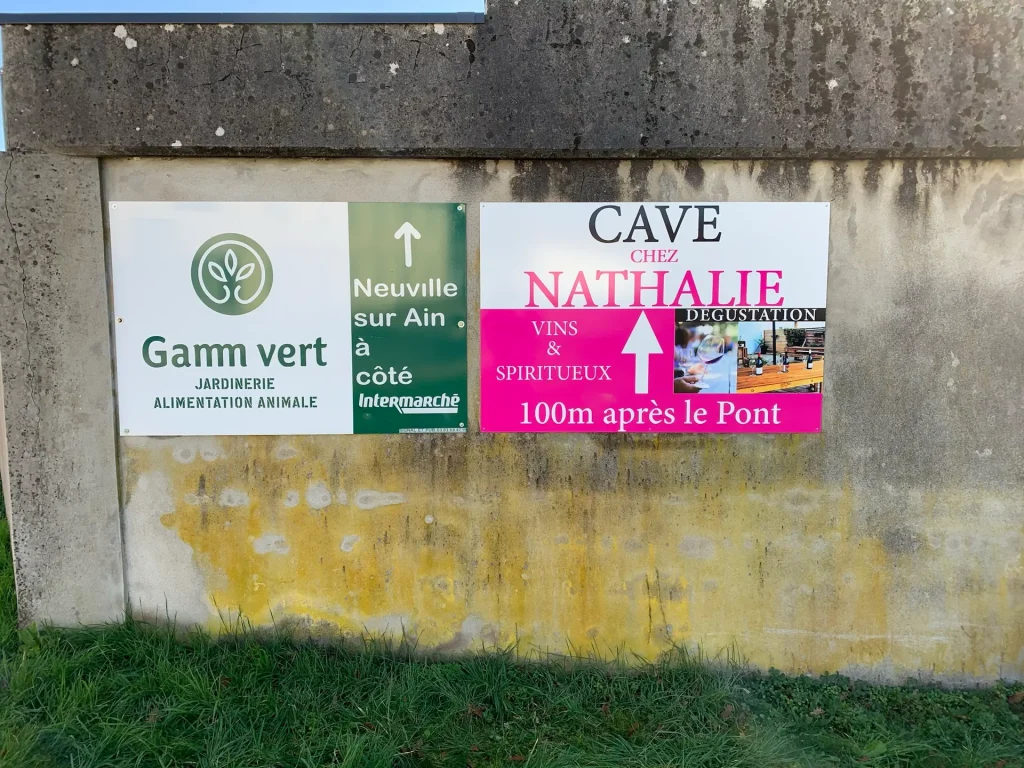 Gamm vert
JARDINERIE
ALIMENTATION ANIMALE
Neuville
sur Ain
à
côté
Intermarché
CAVE
CHEZ
NATHALIE
DEGUSTATION
VINS
&
SPIRITUEUX
100m après le Pont